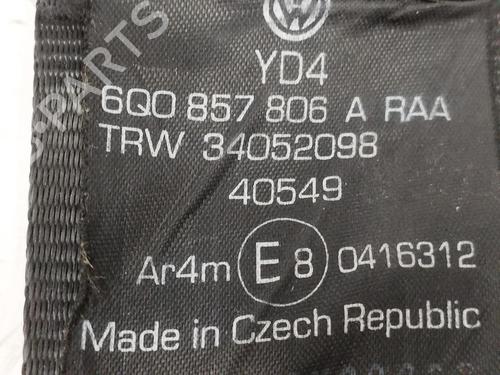 YD4
6Q0 857 806 A RAA
TRW 34052098
40549
Ar4m E 8 0416312
Made in Czech Republic